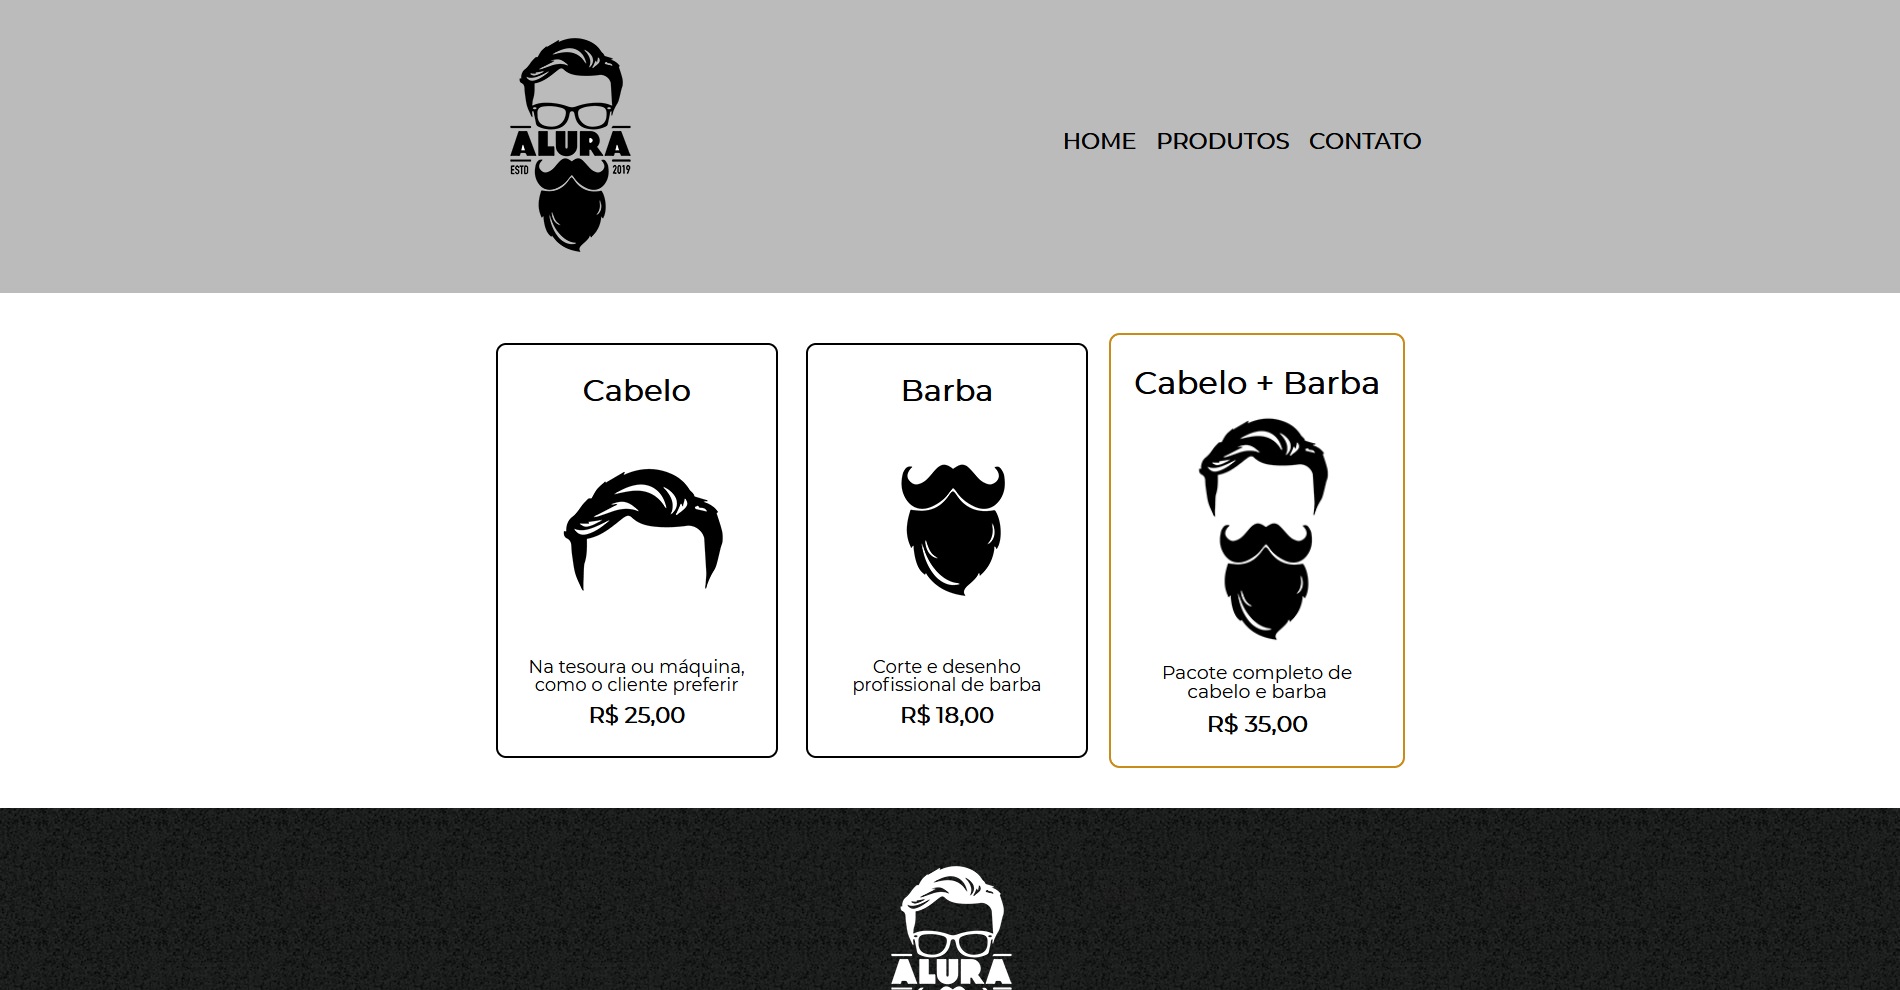 ALURA
ESTD 2019
HOME PRODUTOS CONTATO
Cabelo
Na tesoura ou máquina,
como o cliente preferir
R$ 25,00
Barba
Corte e desenho
profissional de barba
R$ 18,00
Cabelo + Barba
Pacote completo de
cabelo e barba
R$ 35,00
ALURA